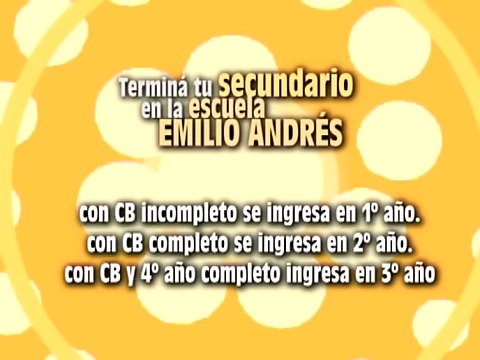 Terminá tu secundario
en la escuela
EMILIO ANDRÉS
con CB incompleto se ingresa en 1º año.
con CB completo se ingresa en 2º año.
con CB y 4º año completo ingresa en 3º año